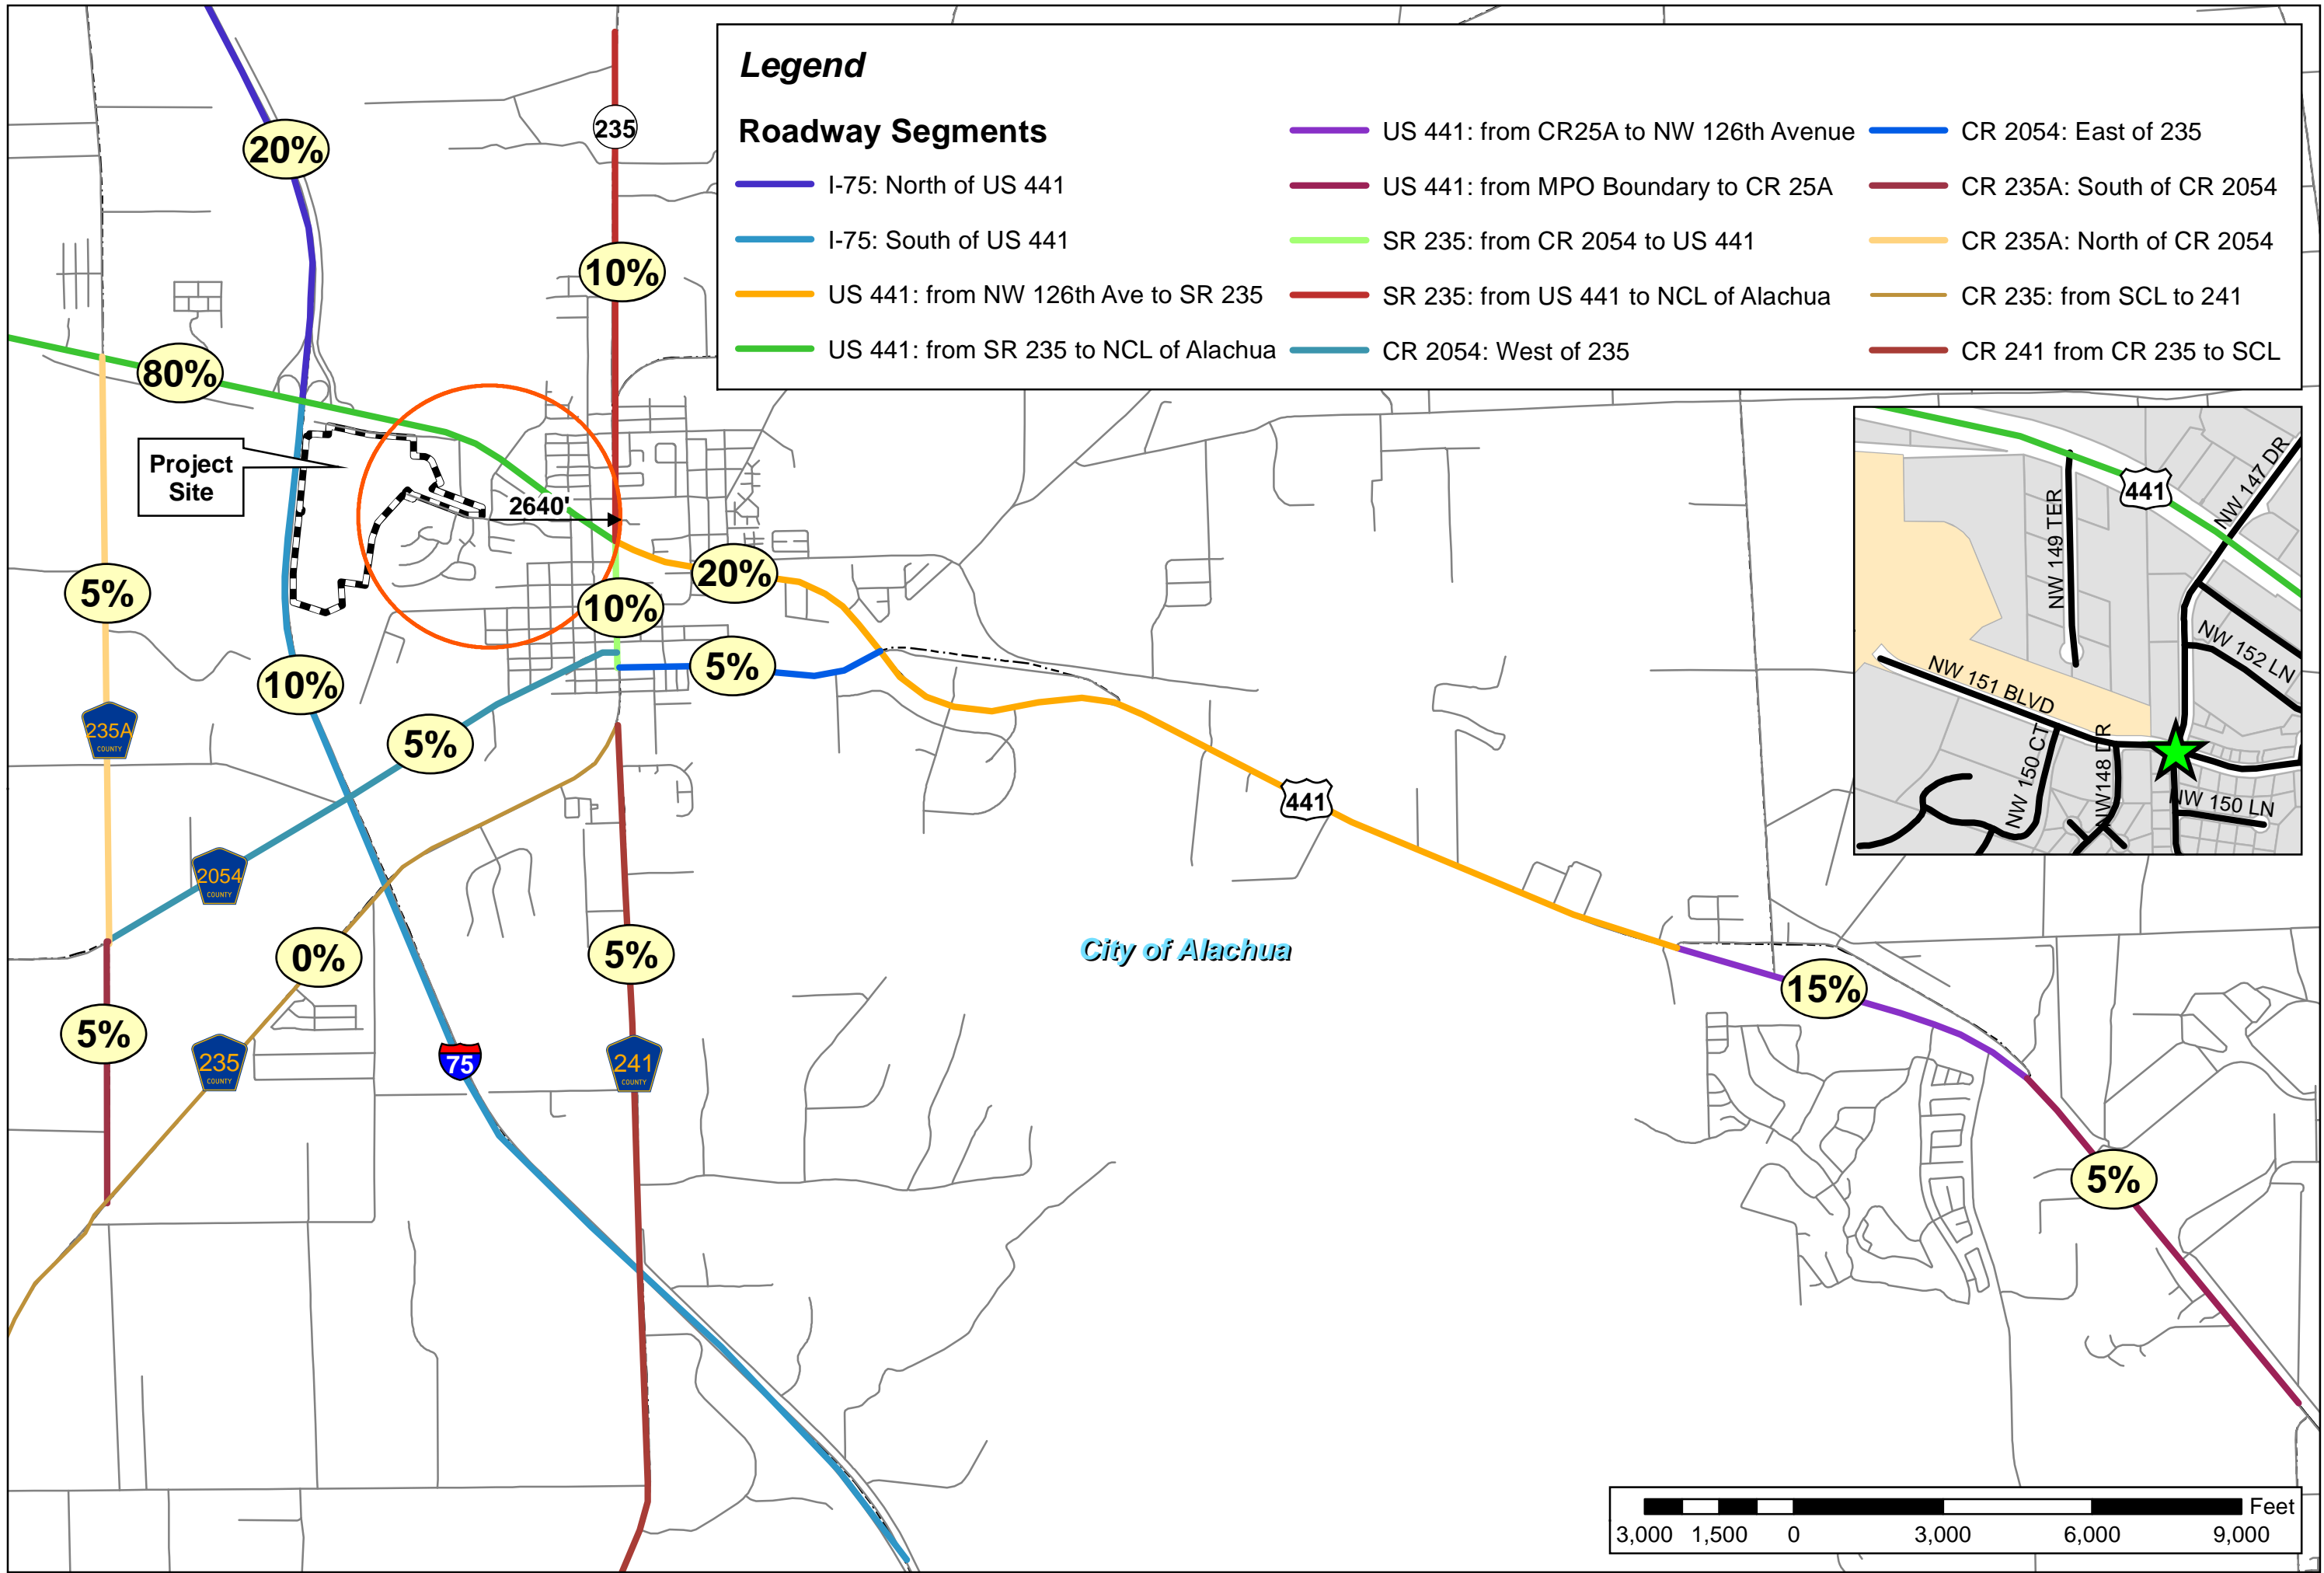 Legend
Roadway Segments
I-75: North of US 441
I-75: South of US 441
US 441: from NW 126th Ave to SR 235
US 441: from SR 235 to NCL of Alachua
US 441: from CR25A to NW 126th Avenue
US 441: from MPO Boundary to CR 25A
SR 235: from CR 2054 to US 441
SR 235: from US 441 to NCL of Alachua
CR 2054: West of 235
CR 2054: East of 235
CR 235A: South of CR 2054
CR 235A: North of CR 2054
CR 235: from SCL to 241
CR 241 from CR 235 to SCL
20%
235
10%
80%
Project
Site
2640'
5%
20%
10%
5%
10%
235A
COUNTY
5%
441
2054
COUNTY
0%
5%
City of Alachua
15%
5%
235
COUNTY
75
241
COUNTY
5%
441
NW 147 DR
NW 149 TER
NW 152 LN
NW 151 BLVD
NW 150 CT
NW148 DR
NW 150 LN
Feet
3,000 1,500 0 3,000 6,000 9,000